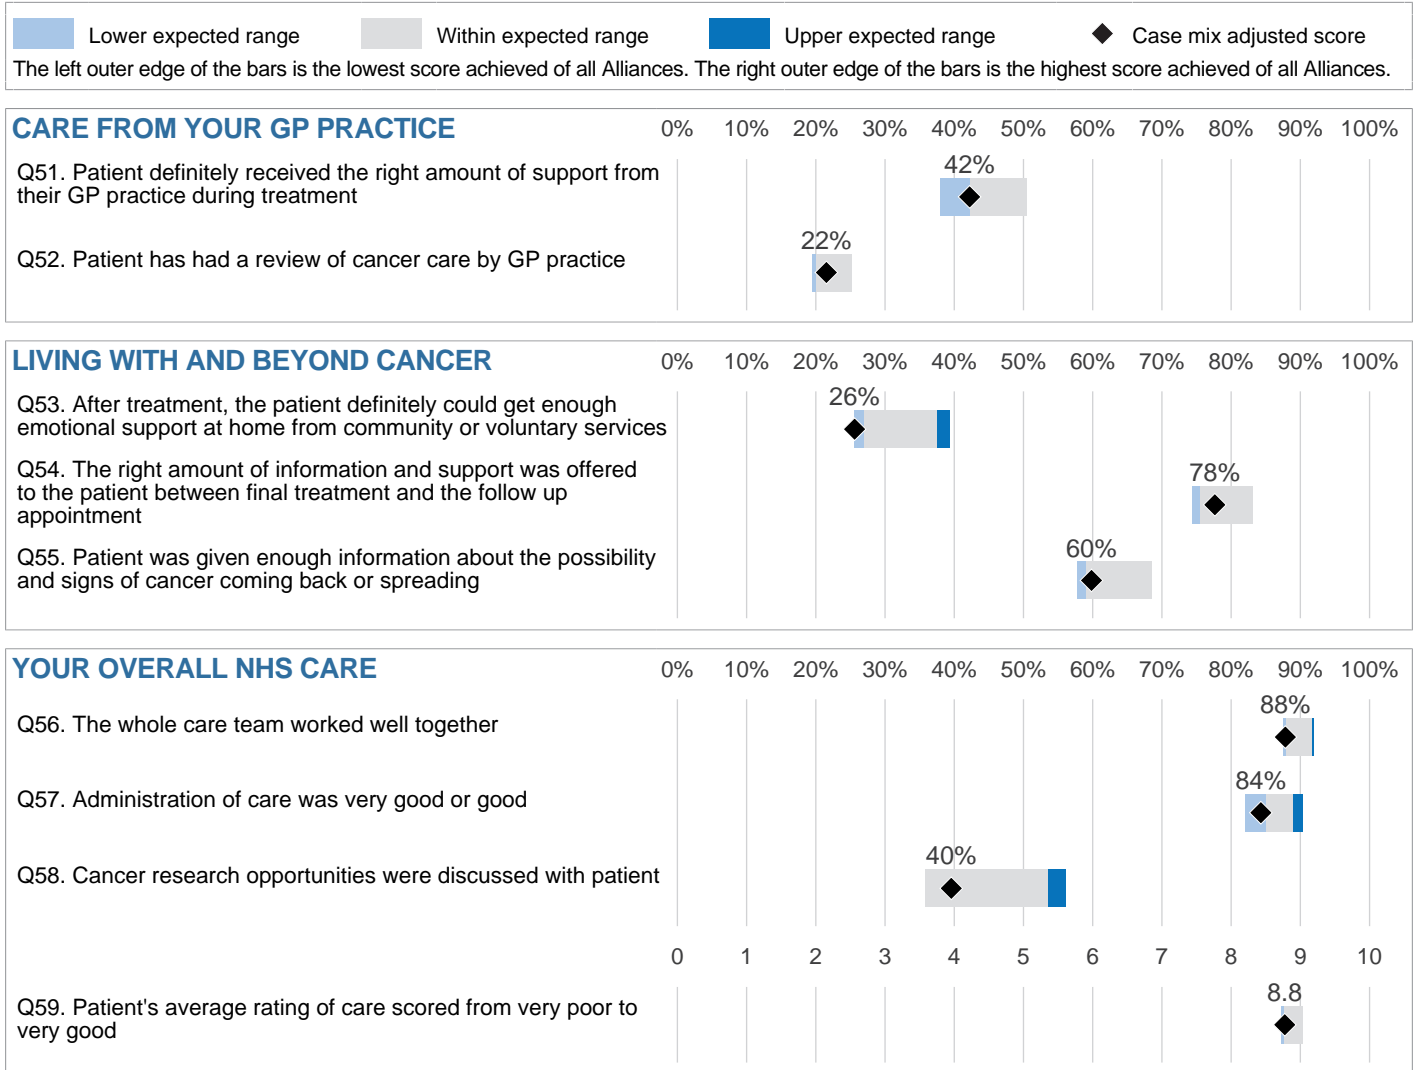 Lower expected range Within expected range Upper expected range Case mix adjusted score
The left outer edge of the bars is the lowest score achieved of all Alliances. The right outer edge of the bars is the highest score achieved of all Alliances.
CARE FROM YOUR GP PRACTICE 0% 10% 20% 30% 40% 50% 60% 70% 80% 90% 100%
Q51. Patient definitely received the right amount of support from
their GP practice during treatment
42%
Q52. Patient has had a review of cancer care by GP practice
22%
LIVING WITH AND BEYOND CANCER 0% 10% 20% 30% 40% 50% 60% 70% 80% 90% 100%
Q53. After treatment, the patient definitely could get enough
emotional support at home from community or voluntary services
26%
Q54. The right amount of information and support was offered
to the patient between final treatment and the follow up
appointment
78%
Q55. Patient was given enough information about the possibility
and signs of cancer coming back or spreading
60%
YOUR OVERALL NHS CARE 0% 10% 20% 30% 40% 50% 60% 70% 80% 90% 100%
Q56. The whole care team worked well together
88%
Q57. Administration of care was very good or good
84%
Q58. Cancer research opportunities were discussed with patient
40%
0 1 2 3 4 5 6 7 8 9 10
Q59. Patient's average rating of care scored from very poor to
very good
8.8